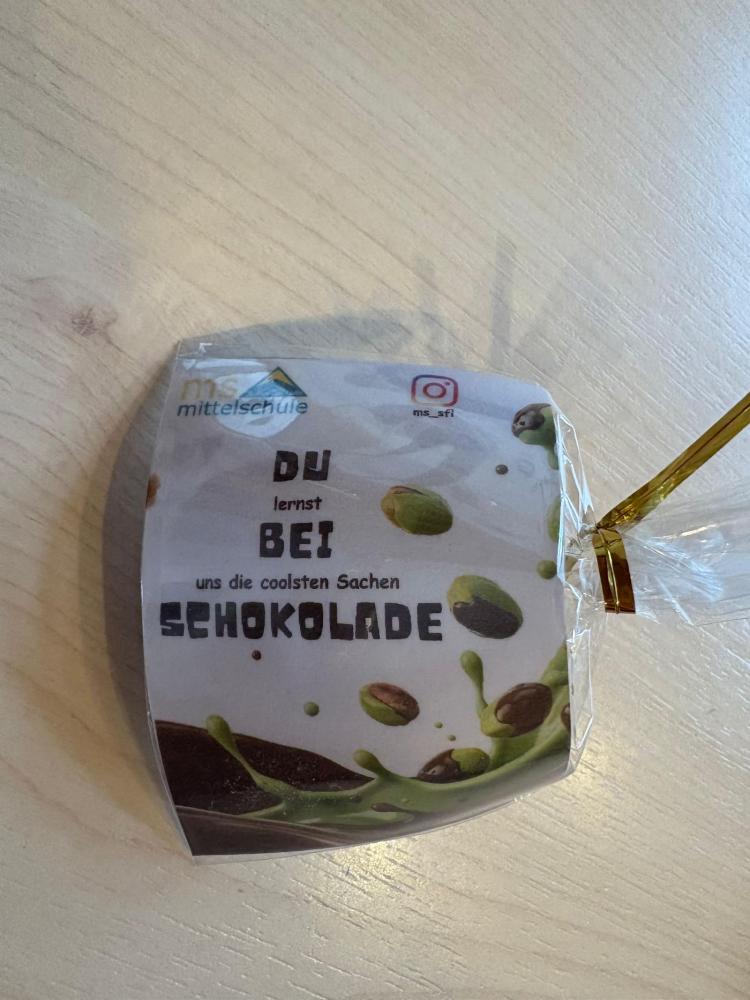 ms
mittelschule
ms_sfi
DU
lernst
BEI
uns die coolsten Sachen
SCHOKOLADE